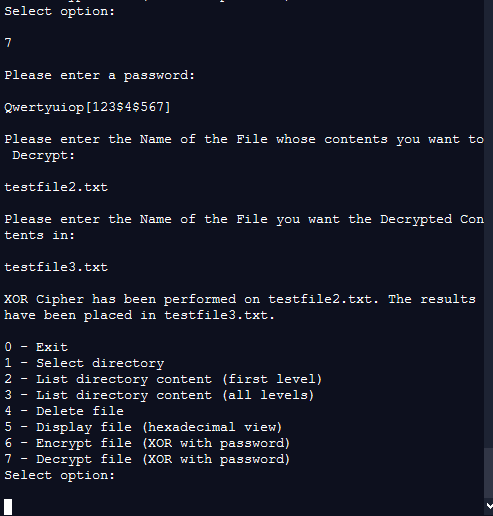 Select option:
7
Please enter a password:
Qwertyuiop[123$4$567]
Please enter the Name of the File whose contents you want to
Decrypt:
testfile2.txt
Please enter the Name of the File you want the Decrypted Con
tents in:
testfile3.txt
XOR Cipher has been performed on testfile2.txt. The results
have been placed in testfile3.txt.
0 - Exit
1 - Select directory
2 - List directory content (first level)
3 - List directory content (all levels)
4 - Delete file
5 - Display file (hexadecimal view)
6 - Encrypt file (XOR with password)
7 - Decrypt file (XOR with password)
Select option: